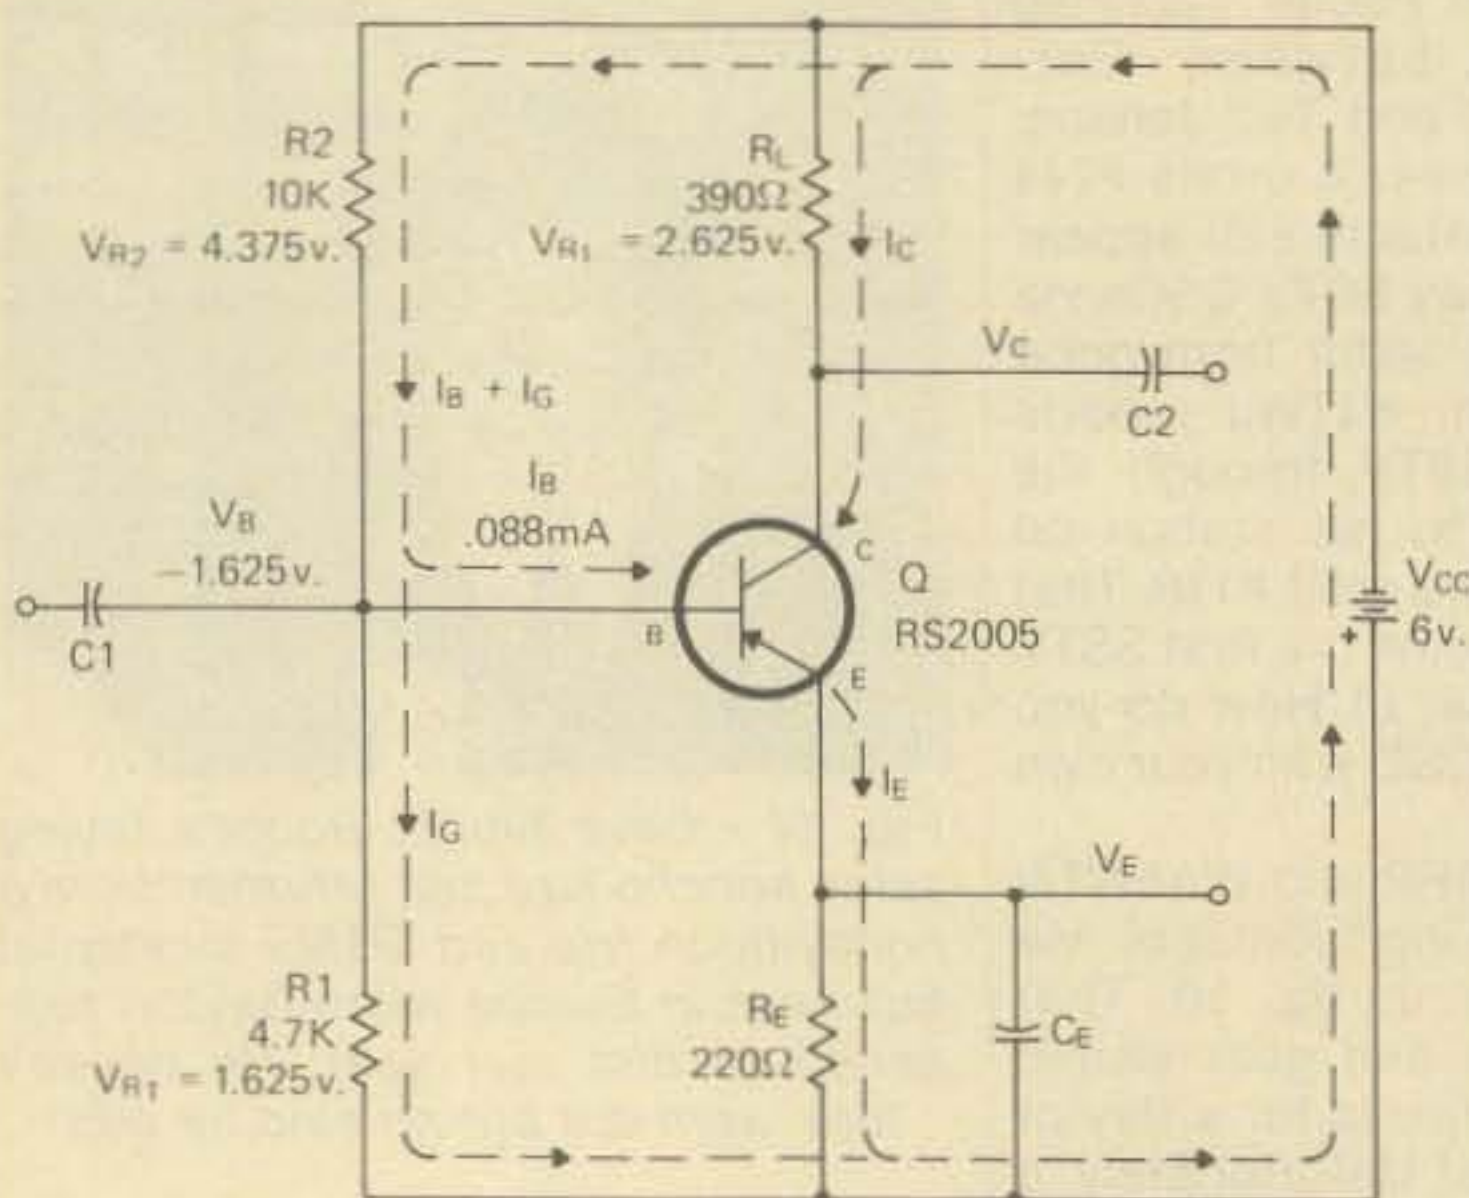 R2
10K
VR2 = 4.375v.
RL
390Ω
VR1 = 2.625v.
IC
VC
C2
IB + IG
IB
.088mA
VB
−1.625v.
C1
B
C
E
Q
RS2005
VCC
6v.
+
IG
IE
VE
R1
4.7K
VR1 = 1.625v.
RE
220Ω
CE